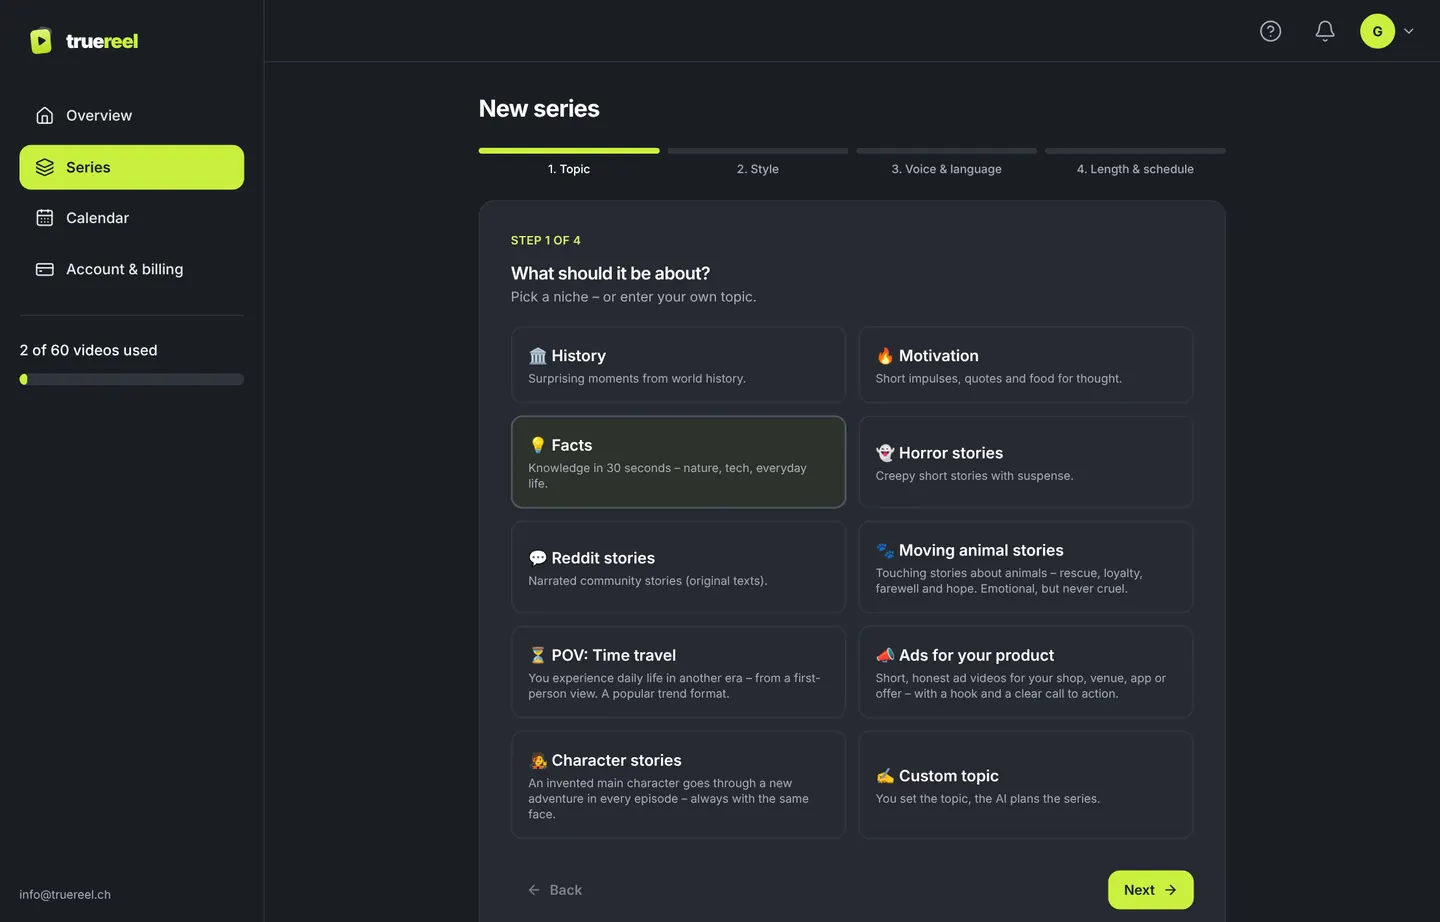 truereel
G
Overview
Series
Calendar
Account & billing
2 of 60 videos used
info@truereel.ch
New series
1. Topic
2. Style
3. Voice & language
4. Length & schedule
STEP 1 OF 4
What should it be about?
Pick a niche – or enter your own topic.
History
Surprising moments from world history.
Motivation
Short impulses, quotes and food for thought.
Facts
Knowledge in 30 seconds – nature, tech, everyday
life.
Horror stories
Creepy short stories with suspense.
Reddit stories
Narrated community stories (original texts).
Moving animal stories
Touching stories about animals – rescue, loyalty,
farewell and hope. Emotional, but never cruel.
POV: Time travel
You experience daily life in another era – from a first-
person view. A popular trend format.
Ads for your product
Short, honest ad videos for your shop, venue, app or
offer – with a hook and a clear call to action.
Character stories
An invented main character goes through a new
adventure in every episode – always with the same
face.
Custom topic
You set the topic, the AI plans the series.
Back
Next